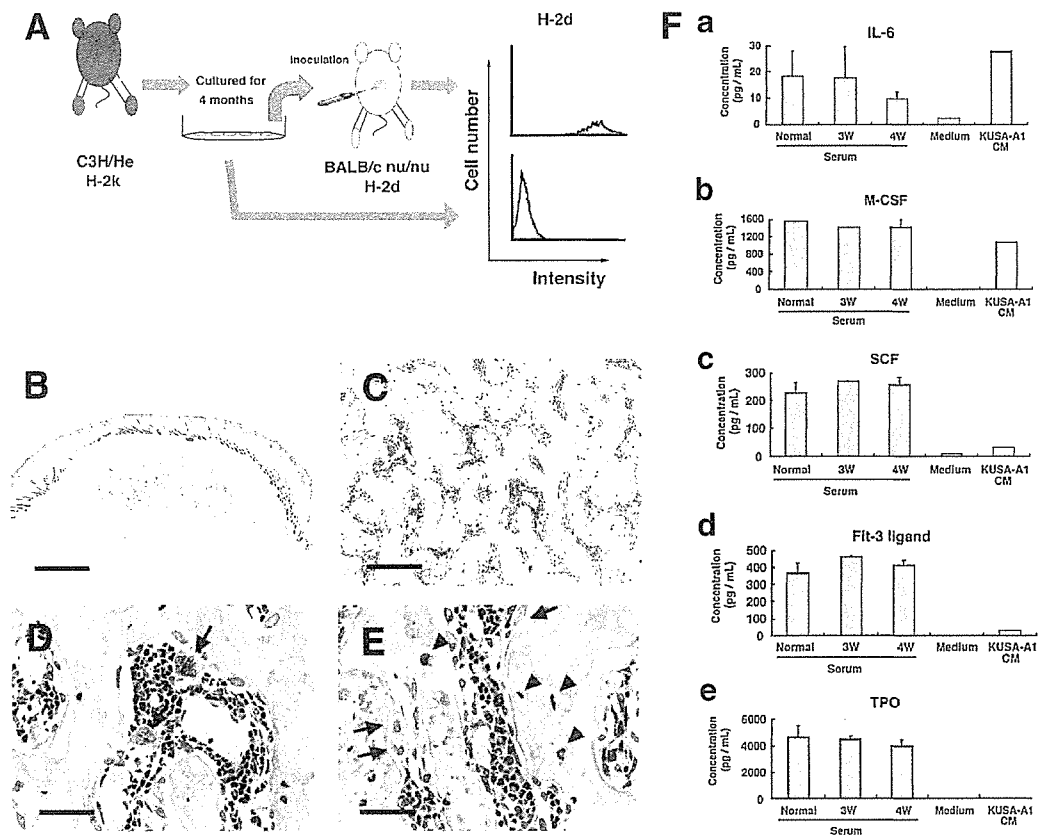 A
C3H/He
H-2k
Cultured for
4 months
Inoculation
BALB/c nu/nu
H-2d
H-2d
Cell number
Intensity
B
C
D
E
F
a
IL-6
Concentration
(pg / mL)
30
20
10
0
Normal
3W
4W
Medium
KUSA-A1
CM
Serum
b
M-CSF
Concentration
(pg / mL)
1600
1200
800
400
0
Normal
3W
4W
Medium
KUSA-A1
CM
Serum
c
SCF
Concentration
(pg / mL)
300
200
100
0
Normal
3W
4W
Medium
KUSA-A1
CM
Serum
d
Flt-3 ligand
Concentration
(pg / mL)
500
400
300
200
100
0
Normal
3W
4W
Medium
KUSA-A1
CM
Serum
e
TPO
Concentration
(pg / mL)
6000
4000
2000
0
Normal
3W
4W
Medium
KUSA-A1
CM
Serum